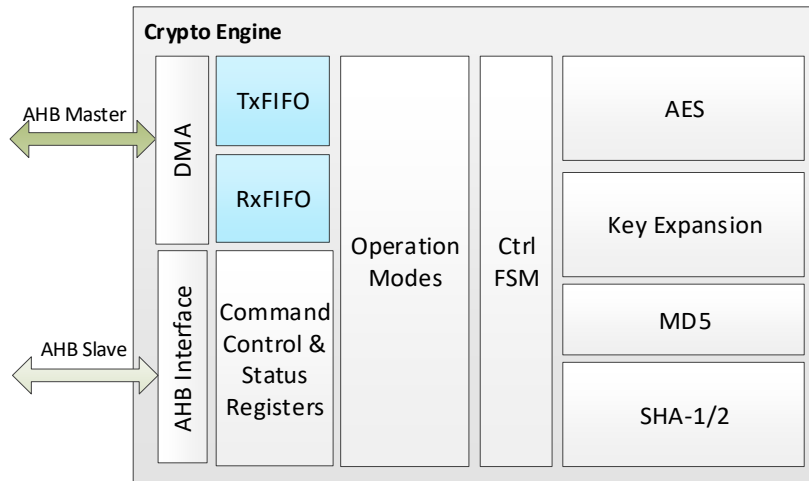 Crypto Engine
AHB Master
DMA
TxFIFO
RxFIFO
AHB Slave
AHB Interface
Command
Control &
Status
Registers
Operation
Modes
Ctrl
FSM
AES
Key Expansion
MD5
SHA-1/2